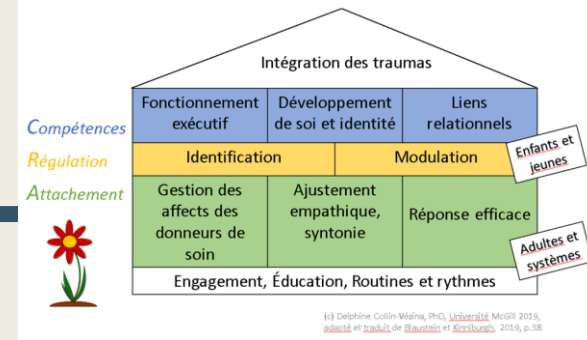 Intégration des traumas
Compétences
Régulation
Attachement
Fonctionnement
exécutif
Développement
de soi et identité
Liens
relationnels
Identification
Modulation
Enfants et
jeunes
Gestion des
affects des
donneurs de
soin
Ajustement
empathique,
syntonie
Réponse efficace
Adultes et
systèmes
Engagement, Éducation, Routines et rythmes
(c) Delphine Collin-Vézina, PhD, Université McGill 2019,
adapté et traduit de Blaustein et Kinniburgh, 2019, p.38